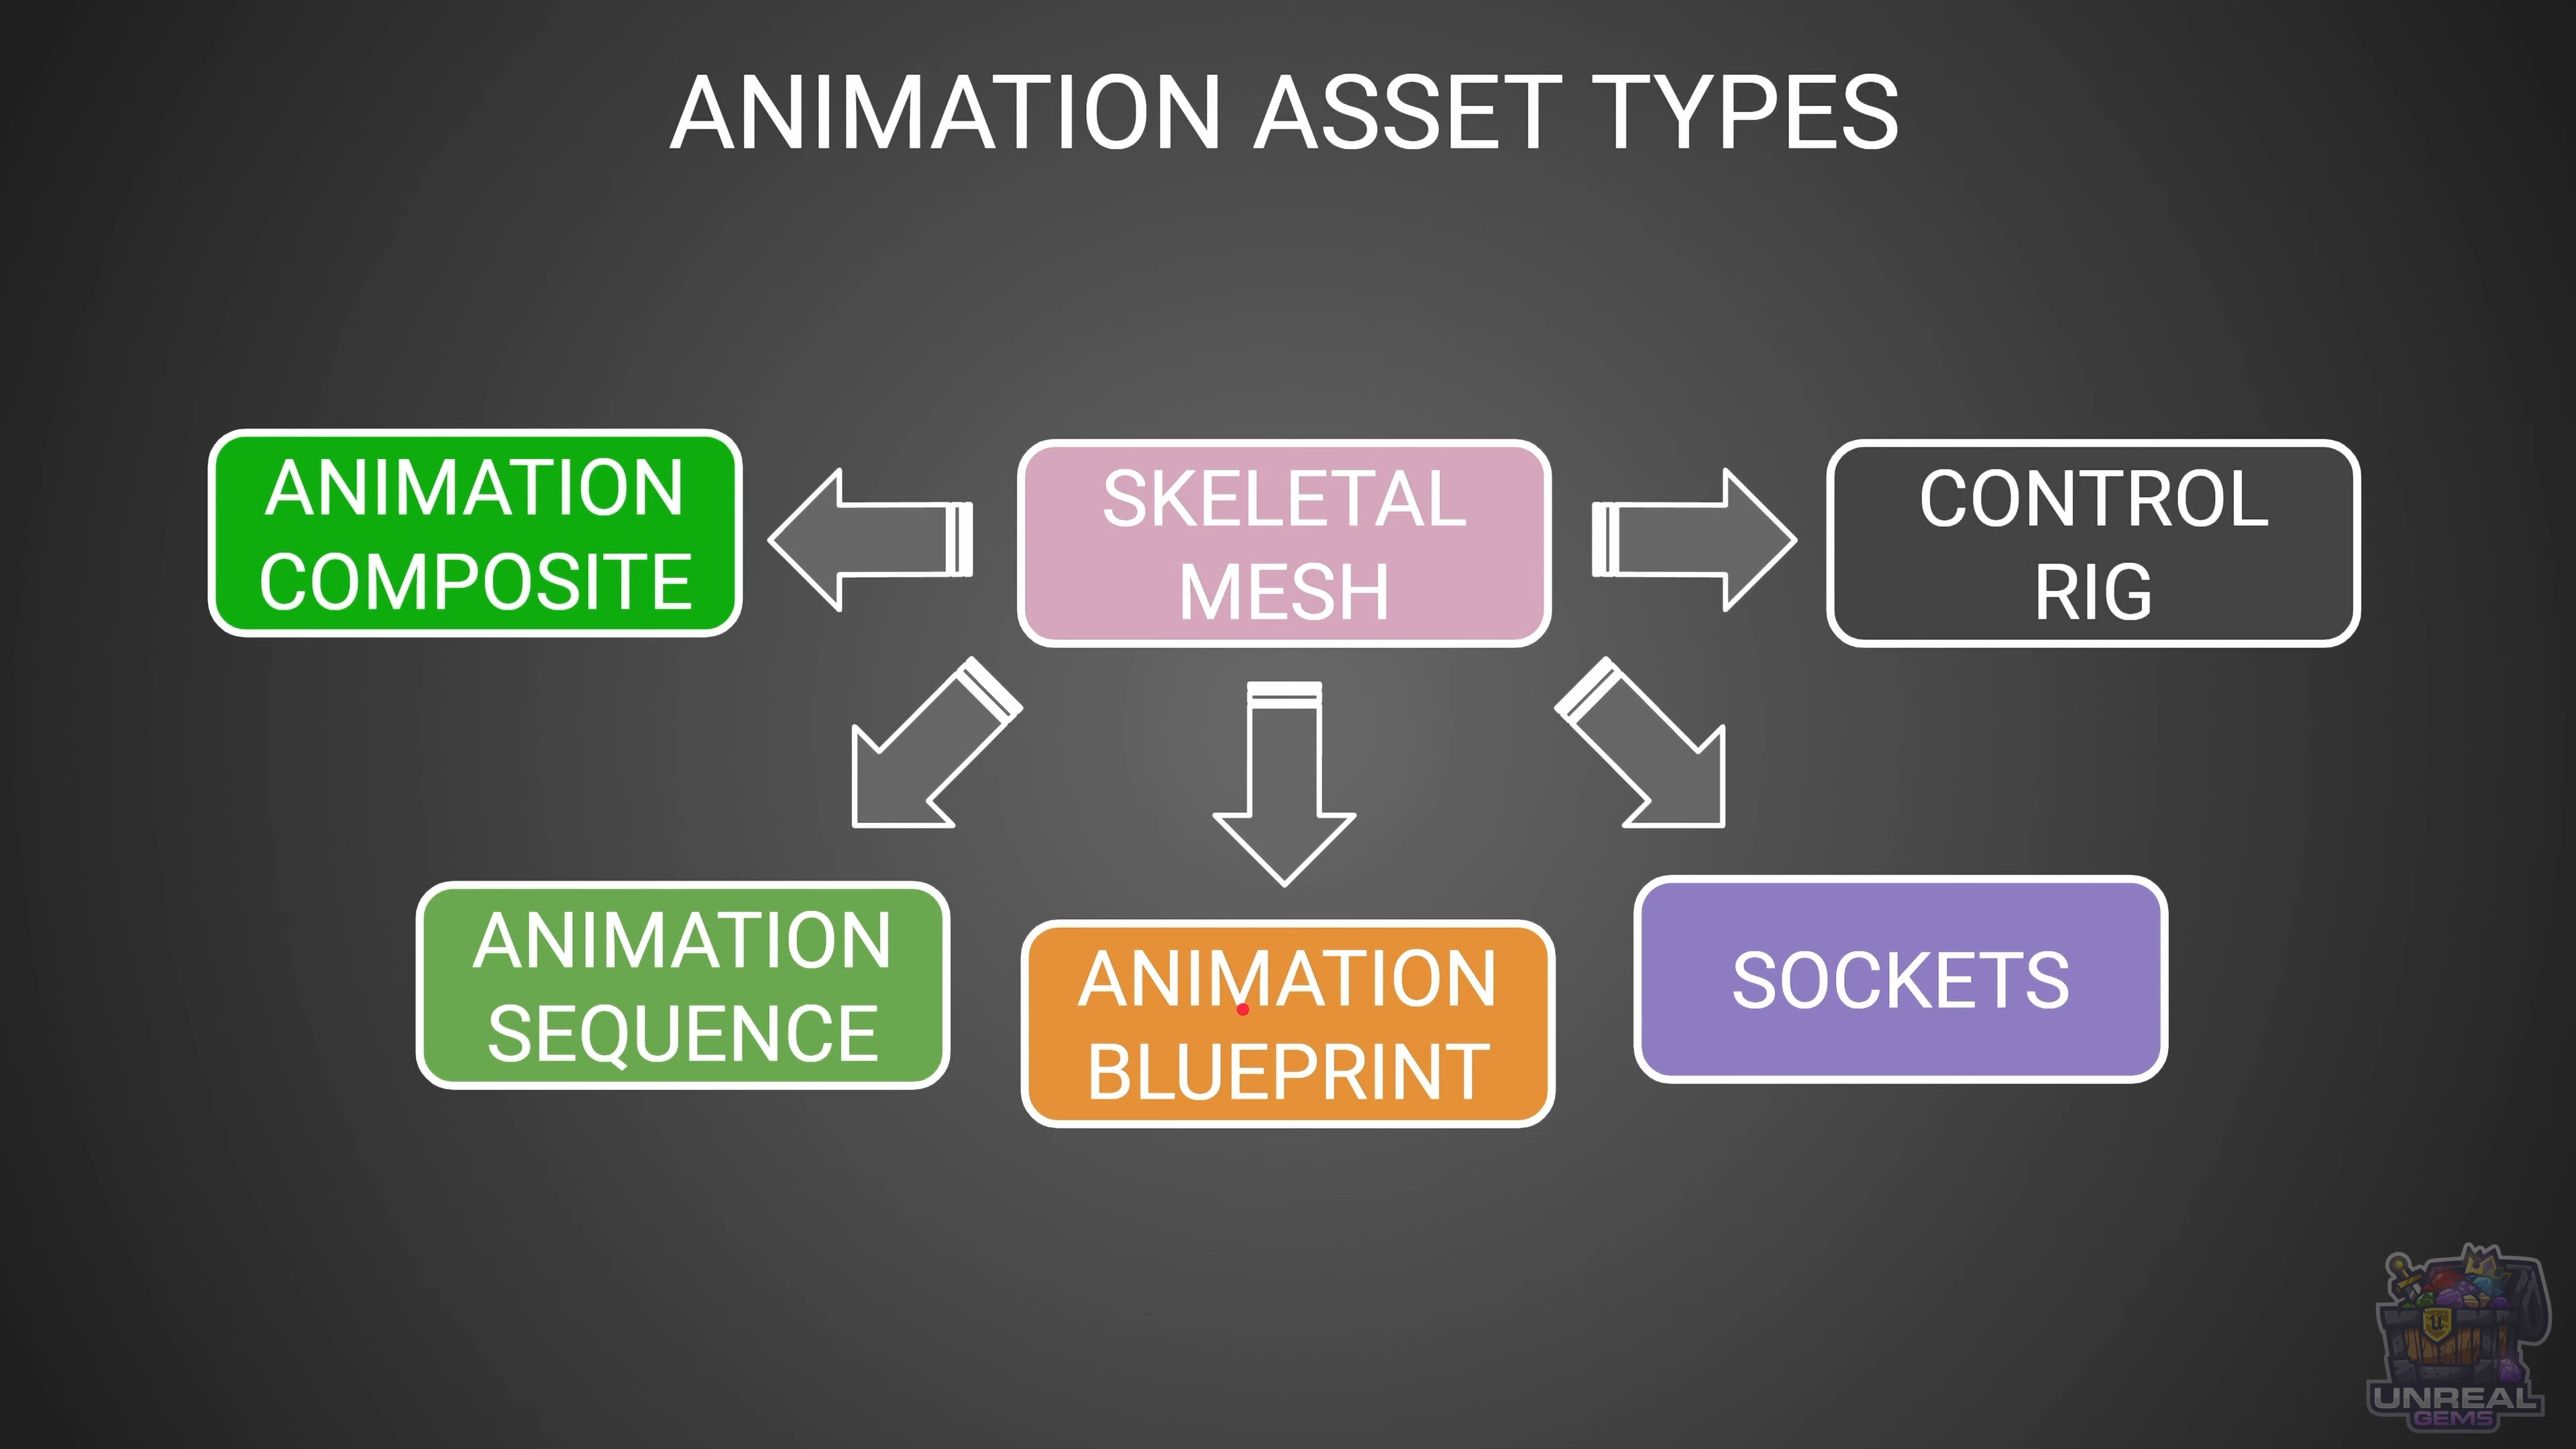 ANIMATION ASSET TYPES
ANIMATION
COMPOSITE
SKELETAL
MESH
CONTROL
RIG
ANIMATION
SEQUENCE
ANIMATION
BLUEPRINT
SOCKETS
UNREAL
GEMS